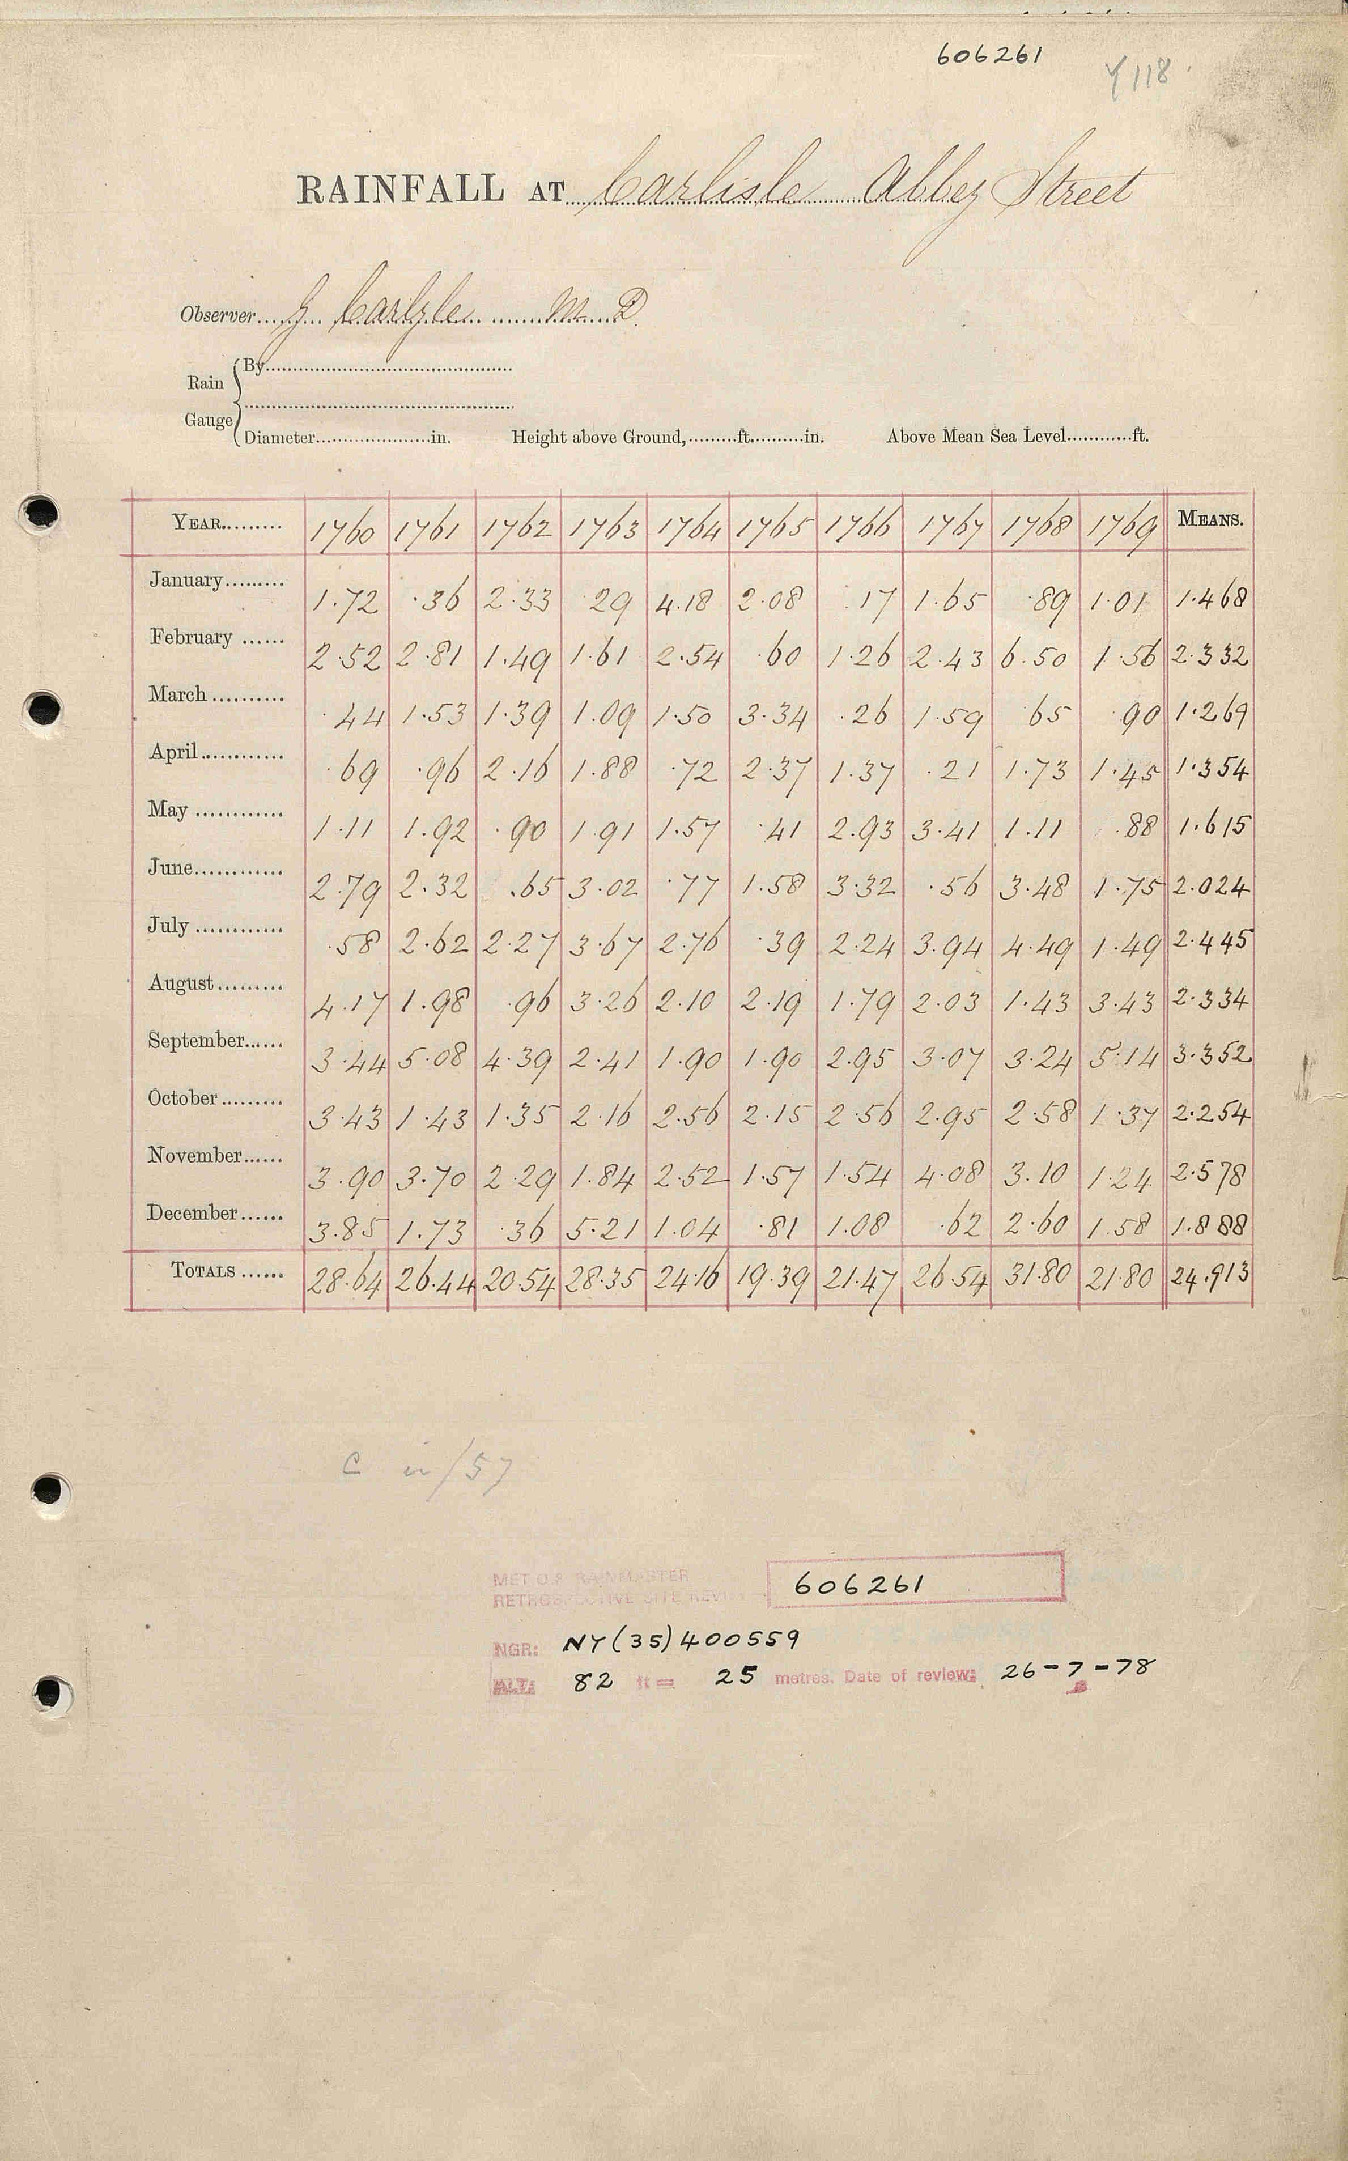 606261
Y118
RAINFALL AT Carlisle Abbey Street
Observer G Carlyle M D.
Rain Gauge
By
Diameter in. Height above Ground, ft. in. Above Mean Sea Level ft.
YEAR 1760 1761 1762 1763 1764 1765 1766 1767 1768 1769 MEANS.
January 1.72 .36 2.33 .29 4.18 2.08 .17 1.65 .89 1.01 1.468
February 2.52 2.81 1.49 1.61 2.54 .60 1.26 2.43 6.50 1.56 2.332
March .44 1.53 1.39 1.09 1.50 3.34 .26 1.59 .65 .90 1.269
April .69 .96 2.16 1.88 .72 2.37 1.37 .21 1.73 1.45 1.354
May 1.11 1.92 .90 1.91 1.57 .41 2.93 3.41 1.11 .88 1.615
June 2.79 2.32 .65 3.02 .77 1.58 3.32 .56 3.48 1.75 2.024
July .58 2.62 2.27 3.67 2.76 .39 2.24 3.94 4.49 1.49 2.445
August 4.17 1.98 .96 3.26 2.10 2.19 1.79 2.03 1.43 3.43 2.334
September 3.44 5.08 4.39 2.41 1.90 1.90 2.95 3.07 3.24 5.14 3.352
October 3.43 1.43 1.35 2.16 2.56 2.15 2.56 2.95 2.58 1.37 2.254
November 3.90 3.70 2.29 1.84 2.52 1.57 1.54 4.08 3.10 1.24 2.578
December 3.85 1.73 .36 5.21 1.04 .81 1.08 .62 2.60 1.58 1.888
TOTALS 28.64 26.44 20.54 28.35 24.16 19.39 21.47 26.54 31.80 21.80 24.913
C /57
MET O.8 RAINMASTER
RETROSPECTIVE SITE REVIEW 606261
NGR: NY (35) 400559
ALT: 82 ft = 25 metres. Date of review: 26-7-78